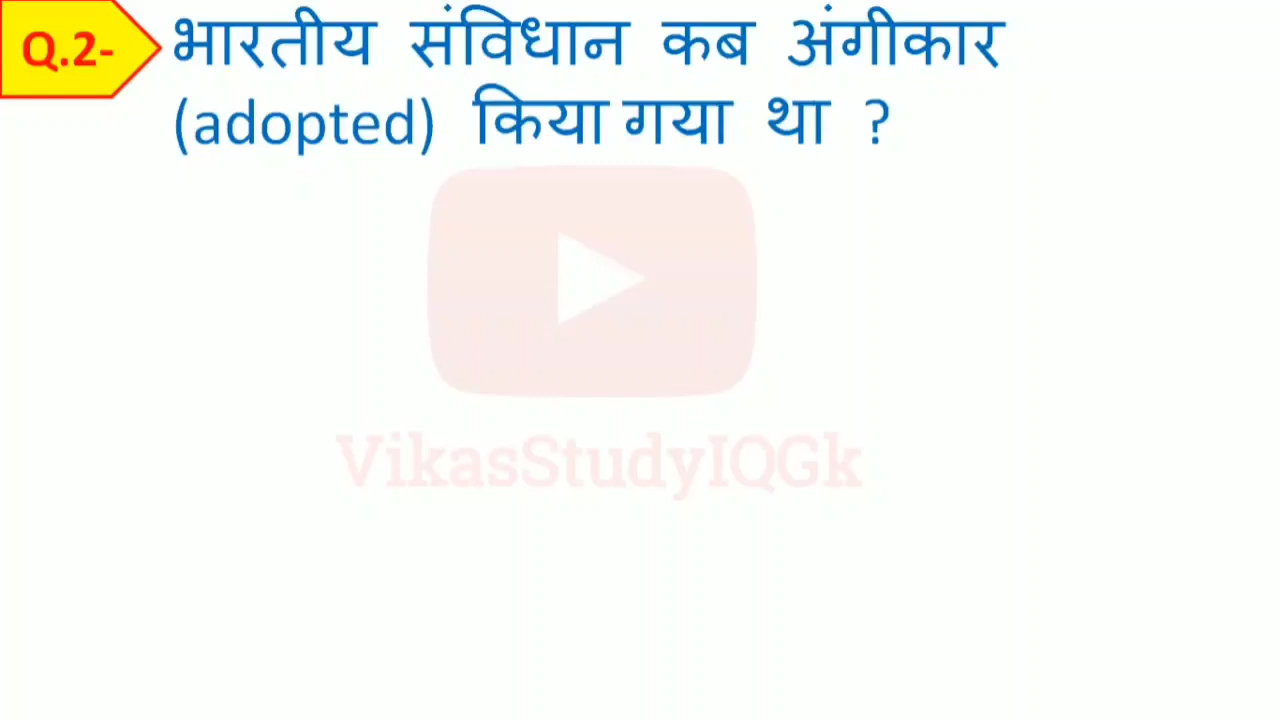 Q.2- भारतीय संविधान कब अंगीकार
(adopted) किया गया था ?
VikasStudyIQGk